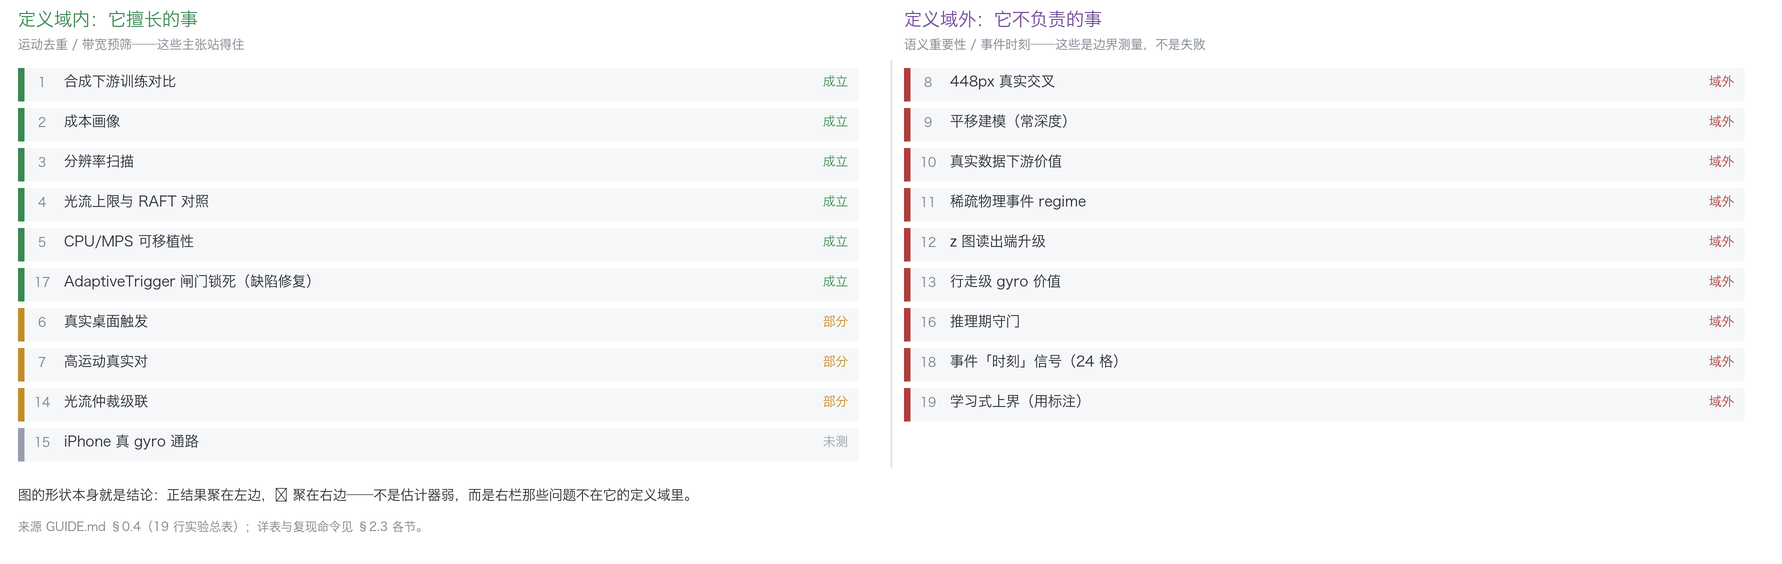 定义域内：它擅长的事
运动去重 / 带宽预筛——这些主张站得住
1 合成下游训练对比 成立
2 成本画像 成立
3 分辨率扫描 成立
4 光流上限与 RAFT 对照 成立
5 CPU/MPS 可移植性 成立
17 AdaptiveTrigger 闸门锁死（缺陷修复） 成立
6 真实桌面触发 部分
7 高运动真实对 部分
14 光流仲裁级联 部分
15 iPhone 真 gyro 通路 未测
定义域外：它不负责的事
语义重要性 / 事件时刻——这些是边界测量，不是失败
8 448px 真实交叉 域外
9 平移建模（常深度） 域外
10 真实数据下游价值 域外
11 稀疏物理事件 regime 域外
12 z 图读出端升级 域外
13 行走级 gyro 价值 域外
16 推理期守门 域外
18 事件「时刻」信号（24 格） 域外
19 学习式上界（用标注） 域外
图的形状本身就是结论：正结果聚在左边， 聚在右边——不是估计器弱，而是右栏那些问题不在它的定义域里。
来源 GUIDE.md §0.4（19 行实验总表）；详表与复现命令见 §2.3 各节。